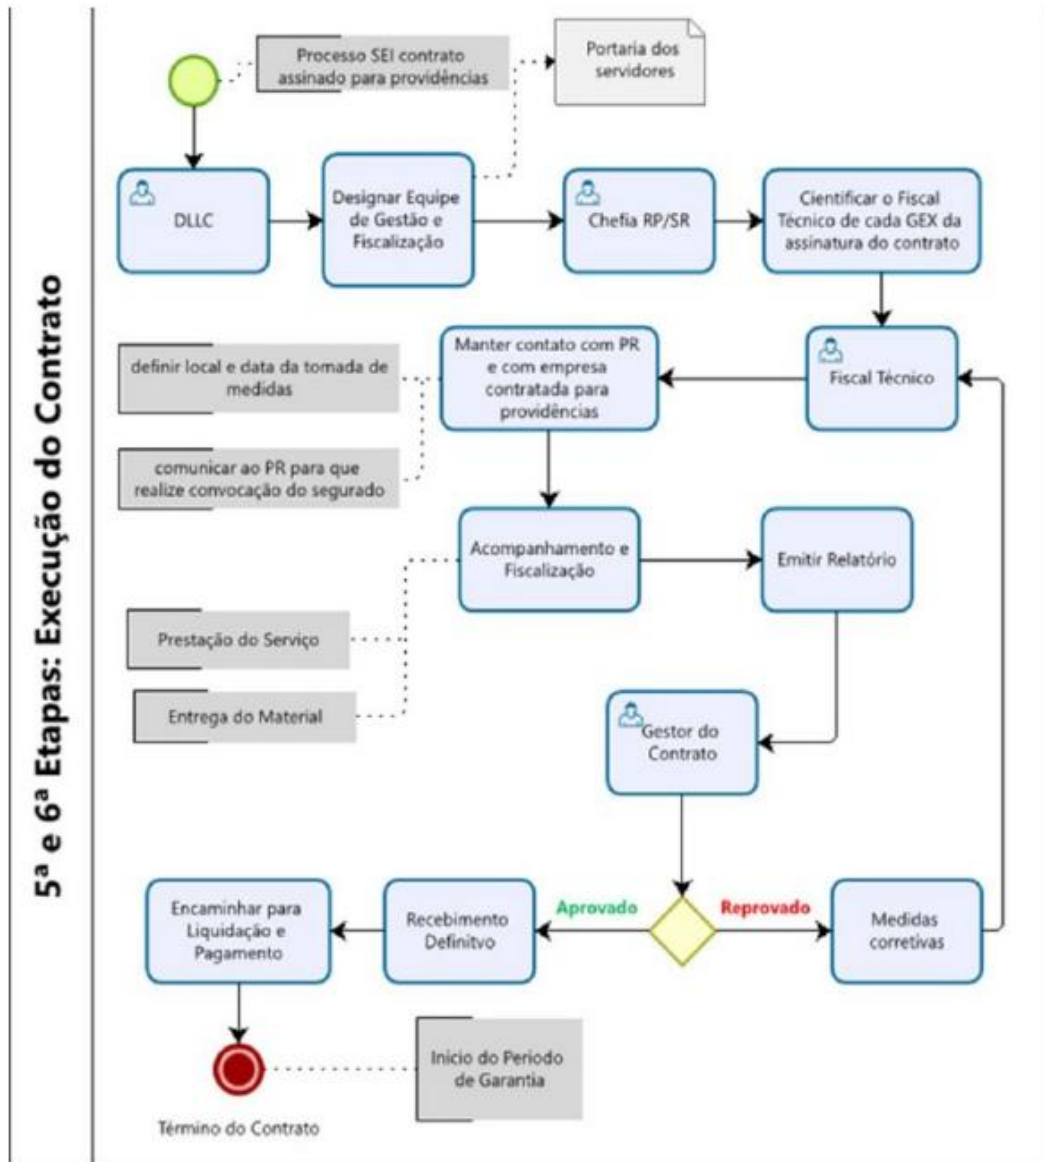 5ª e 6ª Etapas: Execução do Contrato
Processo SEI contrato
assinado para providências
Portaria dos
servidores
DLLC
Designar Equipe
de Gestão e
Fiscalização
Chefia RP/SR
Cientificar o Fiscal
Técnico de cada GEX da
assinatura do contrato
definir local e data da tomada de
medidas
Manter contato com PR
e com empresa
contratada para
providências
Fiscal Técnico
comunicar ao PR para que
realize convocação do segurado
Acompanhamento e
Fiscalização
Emitir Relatório
Prestação do Serviço
Entrega do Material
Gestor do
Contrato
Encaminhar para
Liquidação e
Pagamento
Recebimento
Definitvo
Aprovado
Reprovado
Medidas
corretivas
Início do Periodo
de Garantia
Término do Contrato